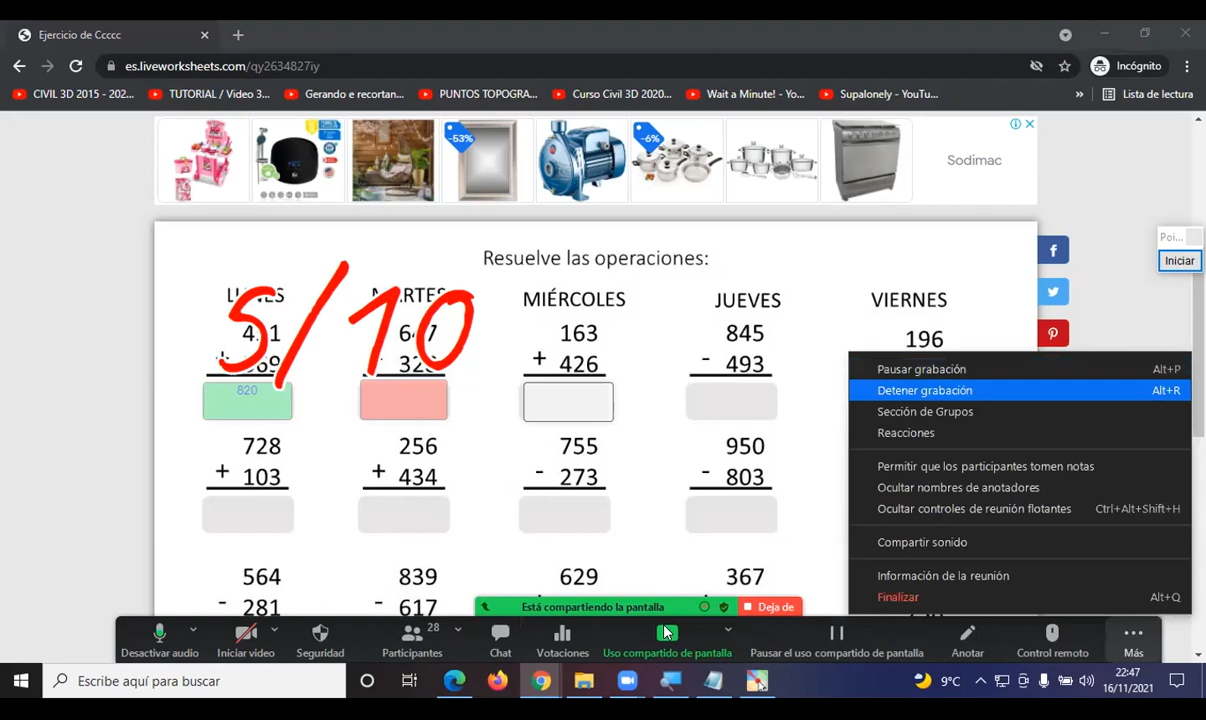 Ejercicio de Ccccc
es.liveworksheets.com/qy2634827iy
Incógnito
CIVIL 3D 2015 - 202...
TUTORIAL / Video 3...
Gerando e recortan...
PUNTOS TOPOGRA...
Curso Civil 3D 2020...
Wait a Minute! - Yo...
Supalonely - YouTu...
»
Lista de lectura
-53%
-6%
Sodimac
Poi...
Iniciar
Resuelve las operaciones:
5/10
MARTES MIÉRCOLES JUEVES VIERNES
163 845 196
+ 426 - 493
820
728 256 755 950
+ 103 + 434 - 273 - 803
564 839 629 367
- 281 - 617
Pausar grabación Alt+P
Detener grabación Alt+R
Sección de Grupos
Reacciones
Permitir que los participantes tomen notas
Ocultar nombres de anotadores
Ocultar controles de reunión flotantes Ctrl+Alt+Shift+H
Compartir sonido
Información de la reunión
Finalizar Alt+Q
Está compartiendo la pantalla
Deja de
28
Desactivar audio
Iniciar video
Seguridad
Participantes
Chat
Votaciones
Uso compartido de pantalla
Pausar el uso compartido de pantalla
Anotar
Control remoto
Más
Escribe aquí para buscar
9°C
22:47
16/11/2021